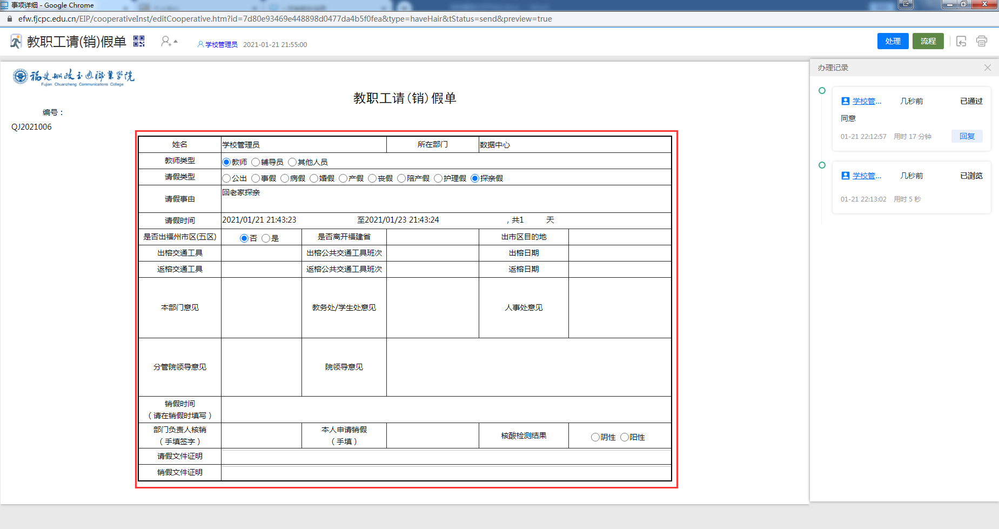 事项详细 - Google Chrome
efw.fjcpc.edu.cn/EIP/cooperativeInst/editCooperative.htm?id=7d80e93469e448898d0477da4b5f0fea&type=haveHair&tStatus=send&preview=true
教职工请(销)假单 学校管理员 2021-01-21 21:55:00 处理 流程
福建船政交通職業学院
Fujian Chuanzheng Communications College
教职工请(销)假单
编号：
QJ2021006
姓名 学校管理员 所在部门 数据中心
教师类型 教师 辅导员 其他人员
请假类型 公出 事假 病假 婚假 产假 丧假 陪产假 护理假 探亲假
请假事由 回老家探亲
请假时间 2021/01/21 21:43:23 至2021/01/23 21:43:24 ，共1 天
是否出福州市区(五区) 否 是 是否离开福建省 出市区目的地
出榕交通工具 出榕公共交通工具班次 出榕日期
返榕交通工具 返榕公共交通工具班次 返榕日期
本部门意见 教务处/学生处意见 人事处意见
分管院领导意见 院领导意见
销假时间
（请在销假时填写）
部门负责人核销
（手填签字） 本人申请销假
（手填） 核酸检测结果 阴性 阳性
请假文件证明
销假文件证明
办理记录
学校管... 几秒前 已通过
同意
01-21 22:12:57 用时 17 分钟 回复
学校管... 几秒前 已浏览
01-21 22:13:02 用时 5 秒